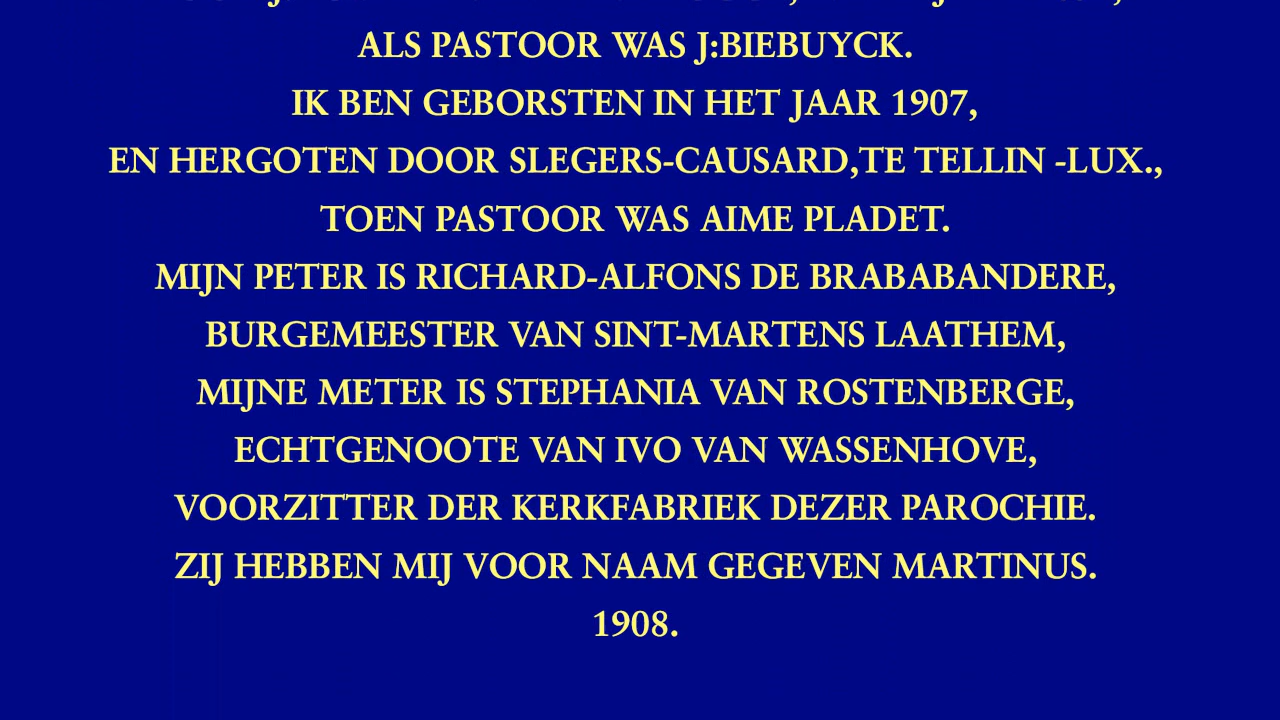 ALS PASTOOR WAS J:BIEBUYCK.
IK BEN GEBORSTEN IN HET JAAR 1907,
EN HERGOTEN DOOR SLEGERS-CAUSARD,TE TELLIN -LUX.,
TOEN PASTOOR WAS AIME PLADET.
MIJN PETER IS RICHARD-ALFONS DE BRABABANDERE,
BURGEMEESTER VAN SINT-MARTENS LAATHEM,
MIJNE METER IS STEPHANIA VAN ROSTENBERGE,
ECHTGENOOTE VAN IVO VAN WASSENHOVE,
VOORZITTER DER KERKFABRIEK DEZER PAROCHIE.
ZIJ HEBBEN MIJ VOOR NAAM GEGEVEN MARTINUS.
1908.